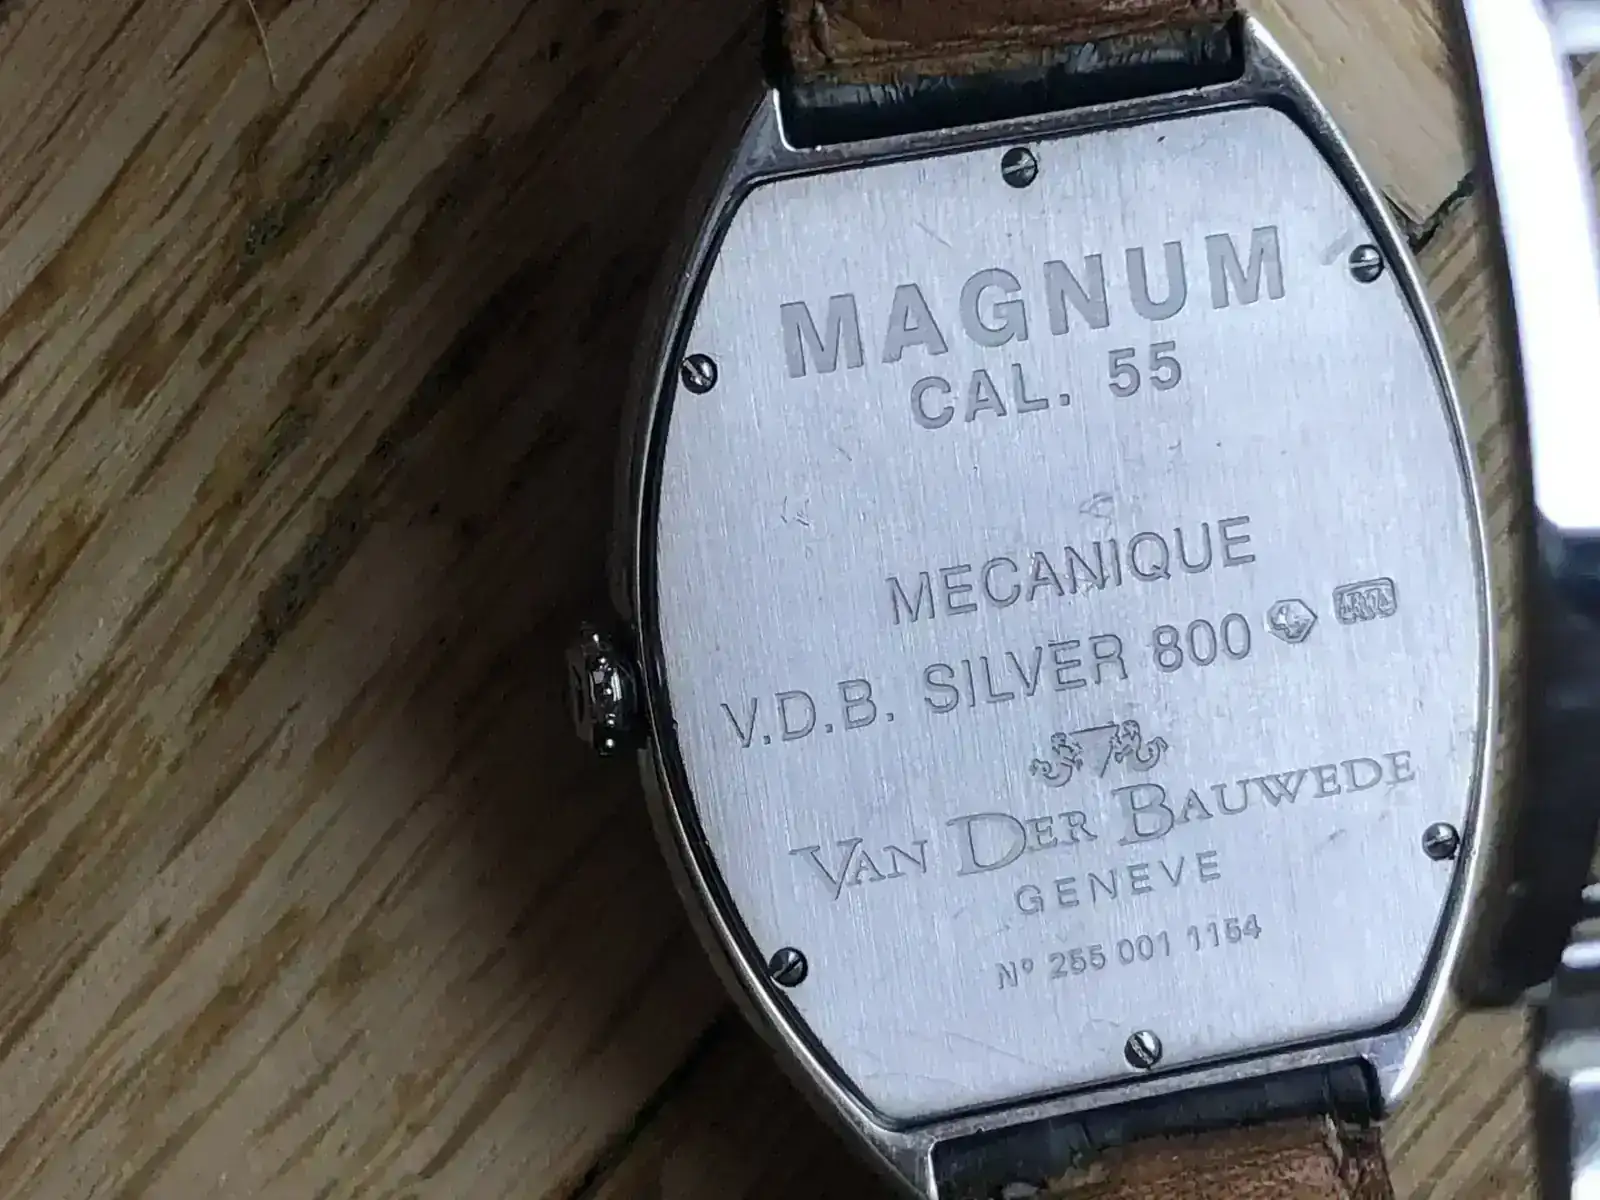 MAGNUM
CAL. 55
MECANIQUE
V.D.B. SILVER 800
VAN DER BAUWEDE
GENEVE
Nº 255 001 1154